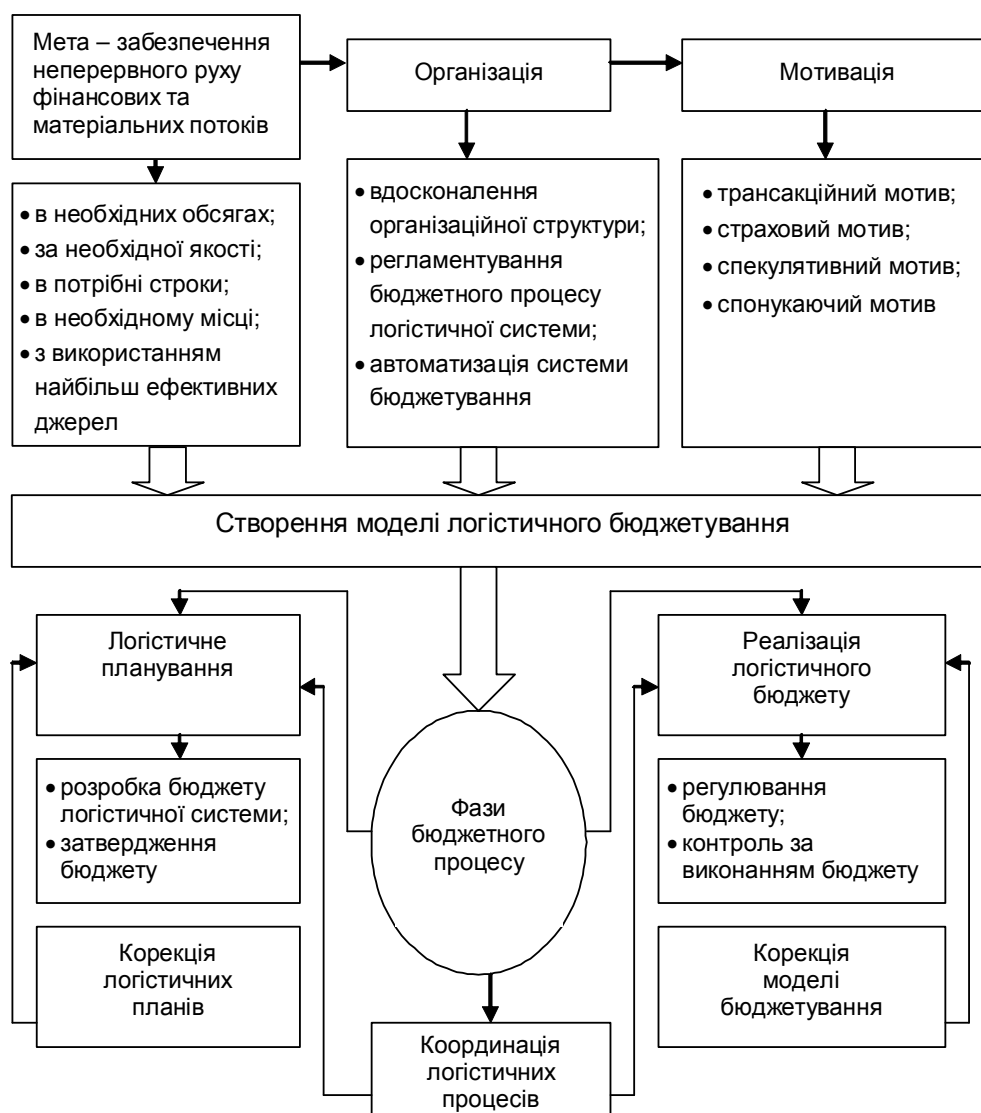 Мета – забезпечення
неперервного руху
фінансових та
матеріальних потоків
Організація
Мотивація
• в необхідних обсягах;
• за необхідної якості;
• в потрібні строки;
• в необхідному місці;
• з використанням
найбільш ефективних
джерел
• вдосконалення
організаційної структури;
• регламентування
бюджетного процесу
логістичної системи;
• автоматизація системи
бюджетування
• трансакційний мотив;
• страховий мотив;
• спекулятивний мотив;
• спонукаючий мотив
Створення моделі логістичного бюджетування
Логістичне
планування
Реалізація
логістичного
бюджету
• розробка бюджету
логістичної системи;
• затвердження
бюджету
Фази
бюджетного
процесу
• регулювання
бюджету;
• контроль за
виконанням бюджету
Корекція
логістичних
планів
Корекція
моделі
бюджетування
Координація
логістичних
процесів